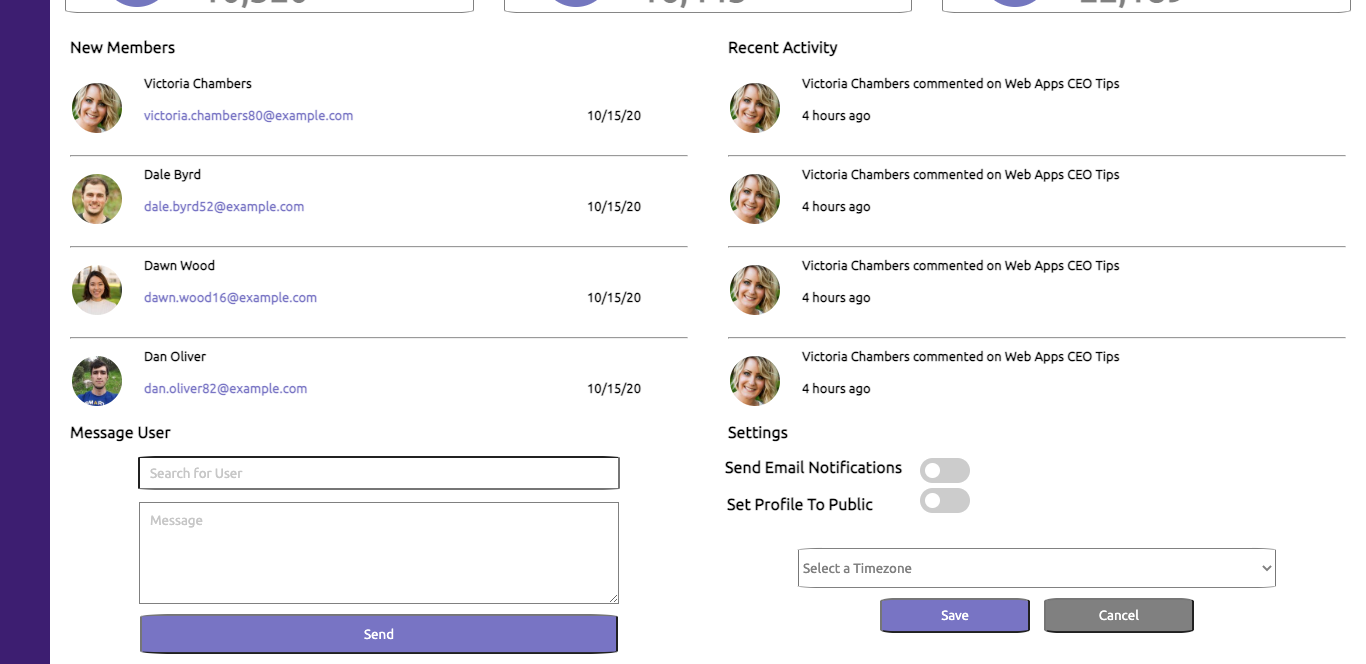 New Members
Victoria Chambers
victoria.chambers80@example.com
10/15/20
Dale Byrd
dale.byrd52@example.com
10/15/20
Dawn Wood
dawn.wood16@example.com
10/15/20
Dan Oliver
dan.oliver82@example.com
10/15/20
Recent Activity
Victoria Chambers commented on Web Apps CEO Tips
4 hours ago
Victoria Chambers commented on Web Apps CEO Tips
4 hours ago
Victoria Chambers commented on Web Apps CEO Tips
4 hours ago
Victoria Chambers commented on Web Apps CEO Tips
4 hours ago
Message User
Search for User
Message
Send
Settings
Send Email Notifications
Set Profile To Public
Select a Timezone
Save
Cancel